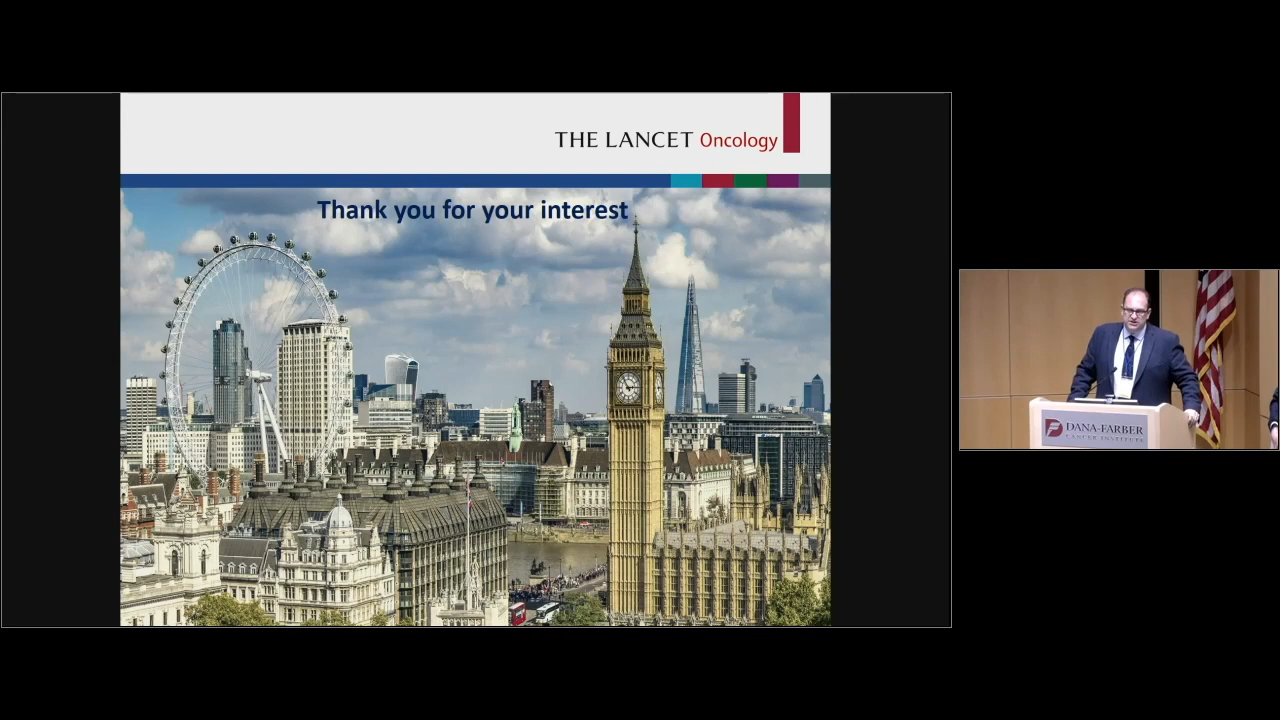 THE LANCET Oncology
Thank you for your interest
DANA-FARBER
CANCER INSTITUTE